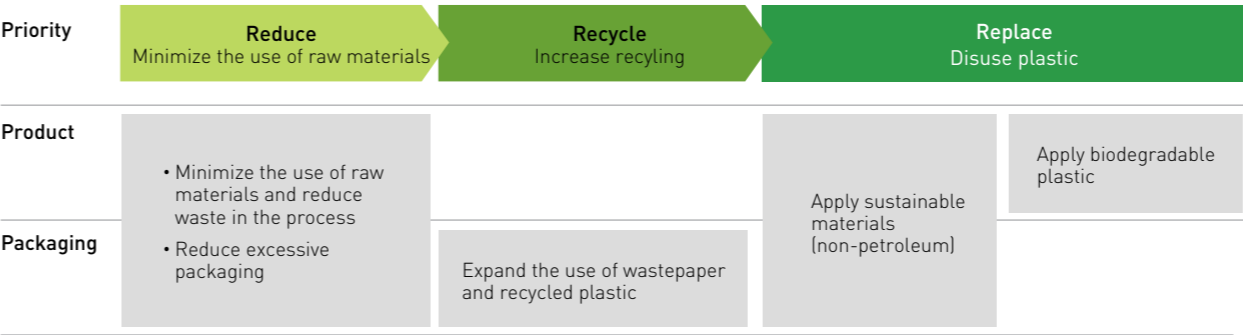 Priority
Reduce
Minimize the use of raw materials
Recycle
Increase recyling
Replace
Disuse plastic
Product
• Minimize the use of raw
materials and reduce
waste in the process
• Reduce excessive
packaging
Apply sustainable
materials
(non-petroleum)
Apply biodegradable
plastic
Packaging
Expand the use of wastepaper
and recycled plastic